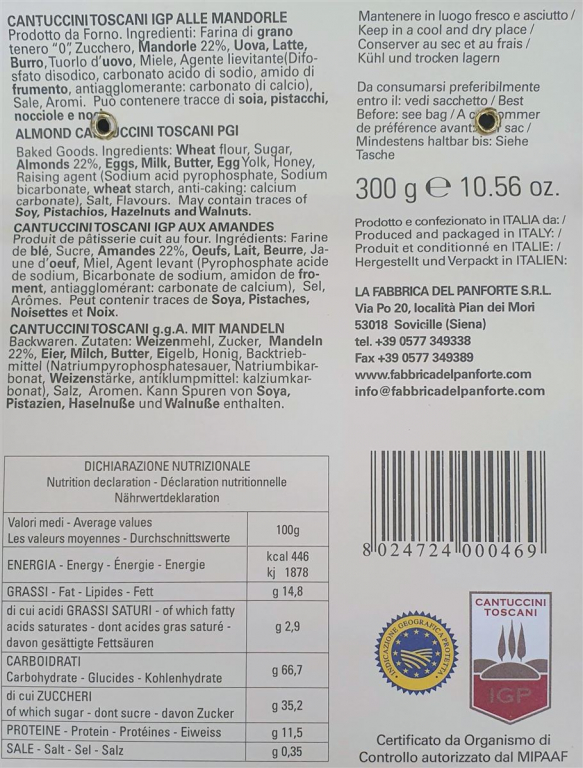 CANTUCCINI TOSCANI IGP ALLE MANDORLE
Prodotto da Forno. Ingredienti: Farina di grano
tenero "0", Zucchero, Mandorle 22%, Uova, Latte,
Burro, Tuorlo d'uovo, Miele, Agente lievitante(Difo-
sfato disodico, carbonato acido di sodio, amido di
frumento, antiagglomerante: carbonato di calcio),
Sale, Aromi. Può contenere tracce di soia, pistacchi,
nocciole e no
ALMOND CA UCCINI TOSCANI PGI
Baked Goods. Ingredients: Wheat flour, Sugar,
Almonds 22%, Eggs, Milk, Butter, Egg Yolk, Honey,
Raising agent (Sodium acid pyrophosphate, Sodium
bicarbonate, wheat starch, anti-caking: calcium
carbonate), Salt, Flavours. May contain traces of
Soy, Pistachios, Hazelnuts and Walnuts.
CANTUCCINI TOSCANI IGP AUX AMANDES
Produit de pâtisserie cuit au four. Ingrédients: Farine
de blé, Sucre, Amandes 22%, Oeufs, Lait, Beurre, Ja-
une d'oeuf, Miel, Agent levant (Pyrophosphate acide
de sodium, Bicarbonate de sodium, amidon de fro-
ment, antiagglomérant: carbonate de calcium), Sel,
Arômes. Peut contenir traces de Soya, Pistaches,
Noisettes et Noix.
CANTUCCINI TOSCANI g.g.A. MIT MANDELN
Backwaren. Zutaten: Weizenmehl, Zucker, Mandeln
22%, Eier, Milch, Butter, Eigelb, Honig, Backtrieb-
mittel (Natriumpyrophosphatesauer, Natriumbikar-
bonat, Weizenstärke, antiklumpmittel: kalziumkar-
bonat), Salz, Aromen. Kann Spuren von Soya,
Pistazien, Haselnuße und Walnuße enthalten.
DICHIARAZIONE NUTRIZIONALE
Nutrition declaration - Déclaration nutritionnelle
Nährwertdeklaration
Valori medi - Average values
Les valeurs moyennes - Durchschnittswerte
100g
ENERGIA - Energy - Énergie - Energie
kcal 446
kj 1878
GRASSI - Fat - Lipides - Fett
g 14,8
di cui acidi GRASSI SATURI - of which fatty
acids saturates - dont acides gras saturé -
davon gesättigte Fettsäuren
g 2,9
CARBOIDRATI
Carbohydrate - Glucides - Kohlenhydrate
g 66,7
di cui ZUCCHERI
of which sugar - dont sucre - davon Zucker
g 35,2
PROTEINE - Protein - Protéines - Eiweiss
g 11,5
SALE - Salt - Sel - Salz
g 0,35
Mantenere in luogo fresco e asciutto /
Keep in a cool and dry place /
Conserver au sec et au frais /
Kühl und trocken lagern
Da consumarsi preferibilmente
entro il: vedi sacchetto / Best
Before: see bag / A c ommer
de préférence avant: sac /
Mindestens haltbar bis: Siehe
Tasche
300 g ℮ 10.56 oz.
Prodotto e confezionato in ITALIA da: /
Produced and packaged in ITALY: /
Produit et conditionné en ITALIE: /
Hergestellt und Verpackt in ITALIEN:
LA FABBRICA DEL PANFORTE S.R.L.
Via Po 20, località Pian dei Mori
53018 Sovicille (Siena)
tel. +39 0577 349338
Fax +39 0577 349389
www.fabbricadelpanforte.com
info@fabbricadelpanforte.com
8 024724 000469
INDICAZIONE GEOGRAFICA PROTETTA
CANTUCCINI
TOSCANI
IGP
Certificato da Organismo di
Controllo autorizzato dal MIPAAF